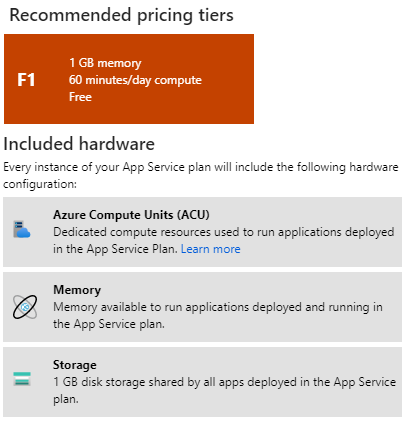 Recommended pricing tiers
F1
1 GB memory
60 minutes/day compute
Free
Included hardware
Every instance of your App Service plan will include the following hardware
configuration:
Azure Compute Units (ACU)
Dedicated compute resources used to run applications deployed
in the App Service Plan. Learn more
Memory
Memory available to run applications deployed and running in
the App Service plan.
Storage
1 GB disk storage shared by all apps deployed in the App Service
plan.